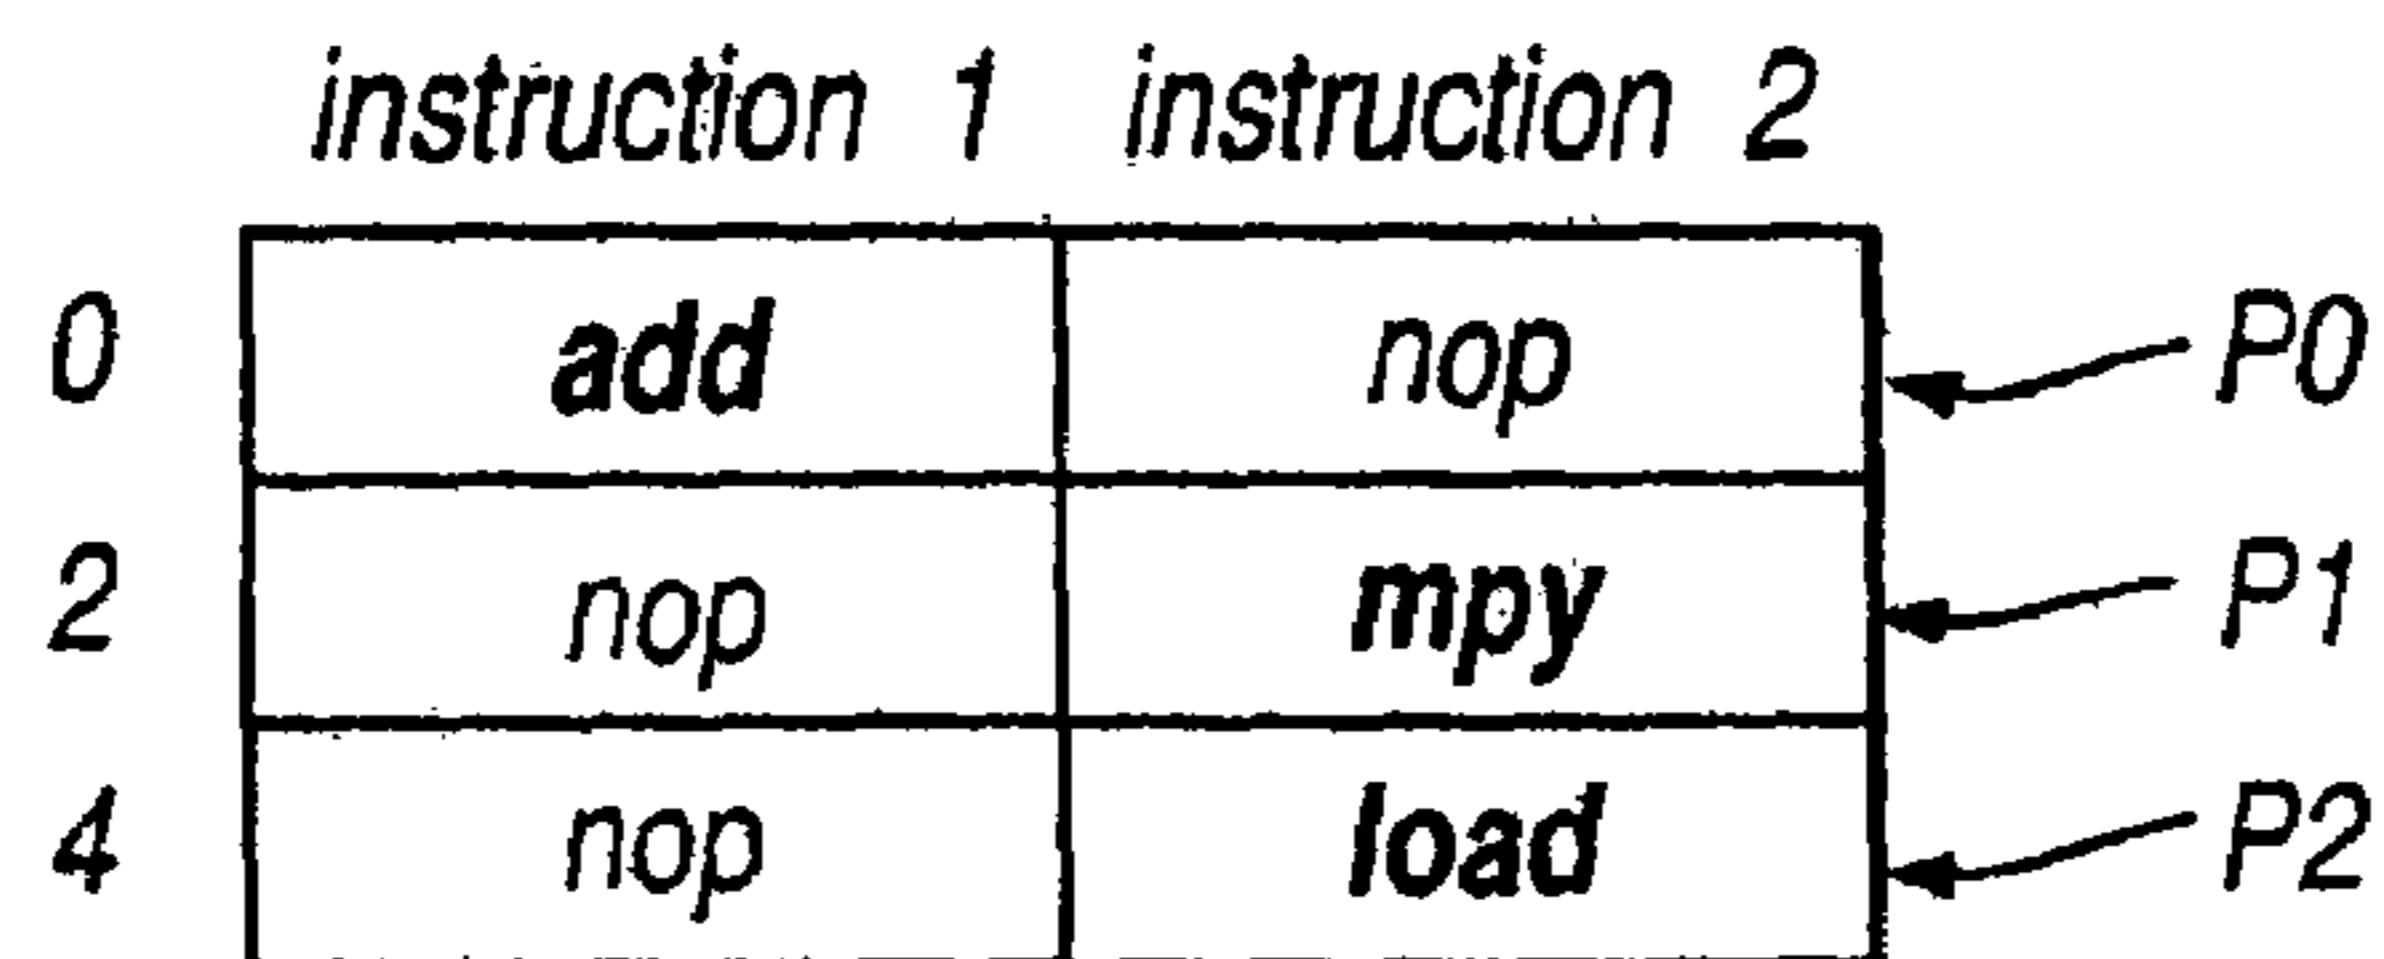 instruction 1 instruction 2
0 add nop P0
2 nop mpy P1
4 nop load P2